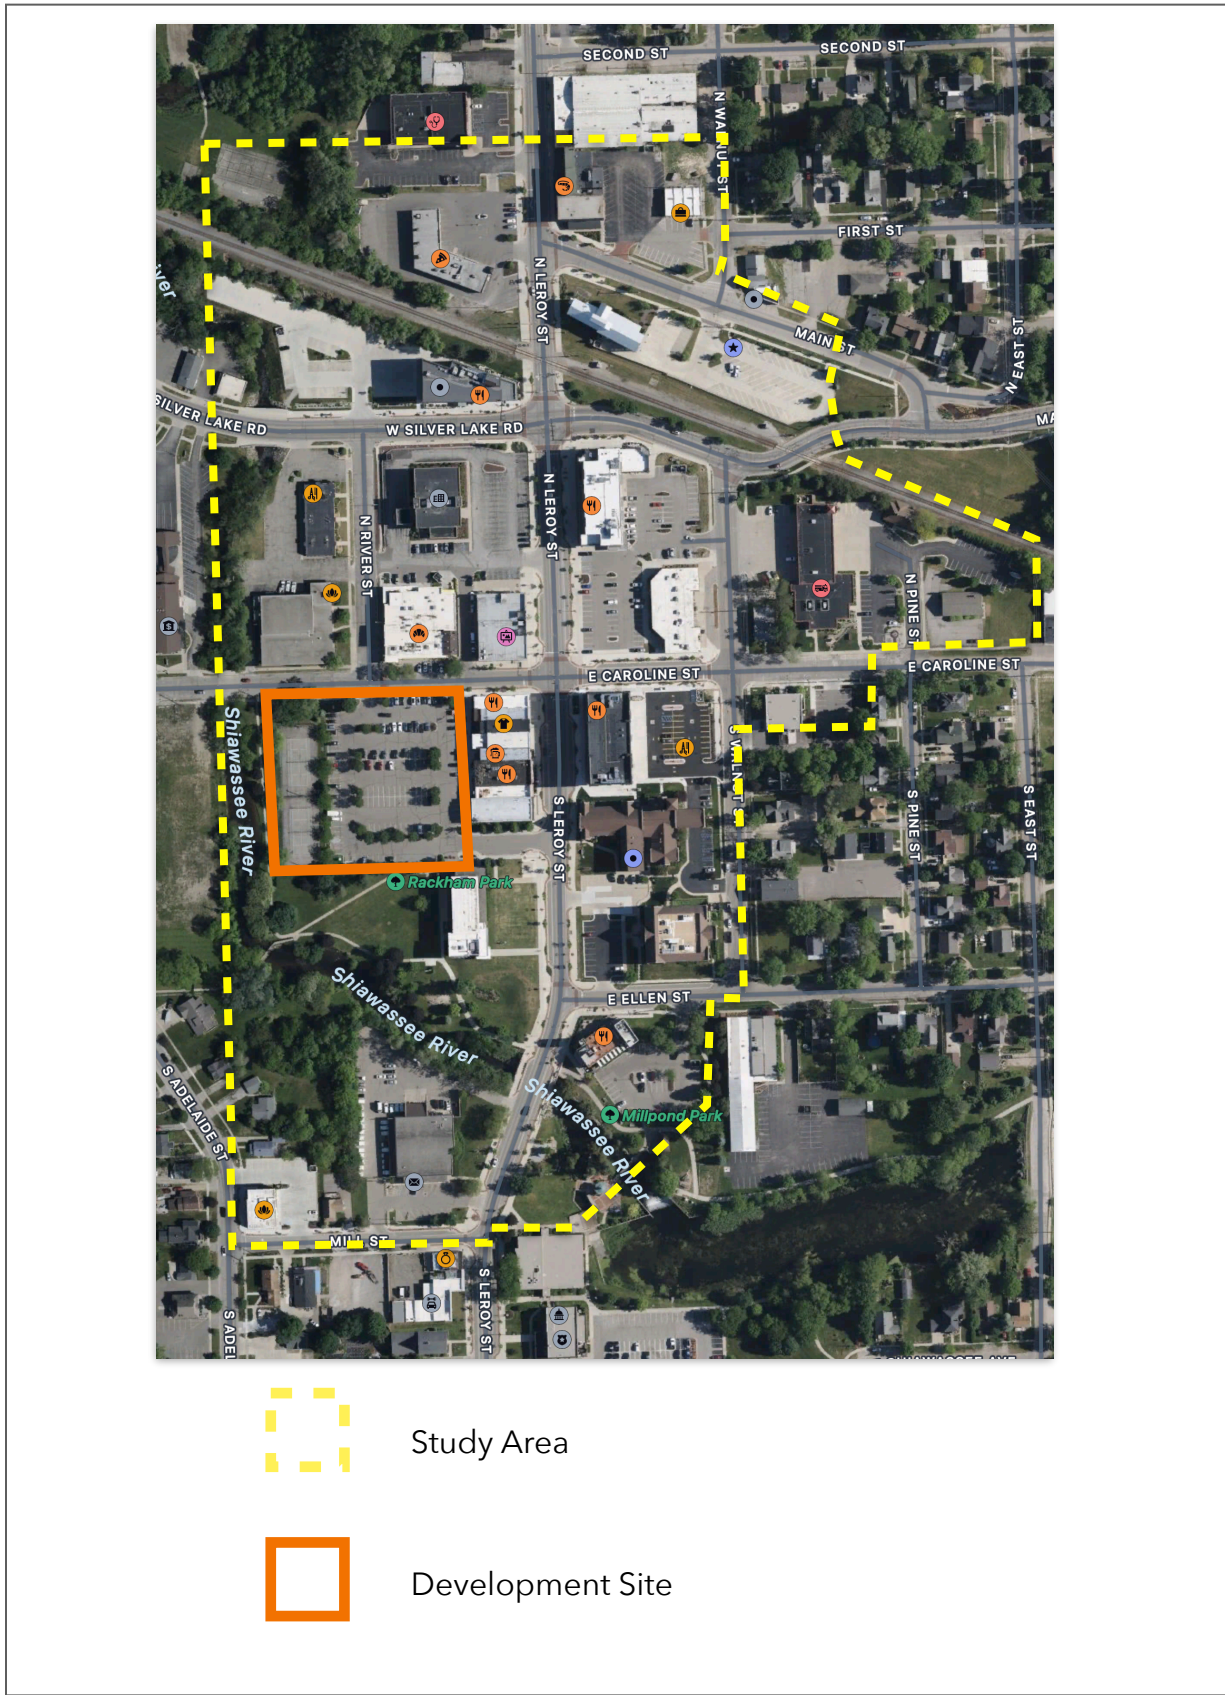 SECOND ST
SECOND ST
N WALNUT ST
FIRST ST
N LEROY ST
MAIN ST
N EAST ST
SILVER LAKE RD
W SILVER LAKE RD
N LEROY ST
N RIVER ST
N PINE ST
E CAROLINE ST
E CAROLINE ST
Shiawassee River
S WALNUT S
S LEROY ST
S PINE ST
S EAST ST
Rackham Park
Shiawassee River
E ELLEN ST
S ADELAIDE ST
Shiawassee River
Millpond Park
MILL ST
S LEROY ST
S ADEL
Study Area
Development Site